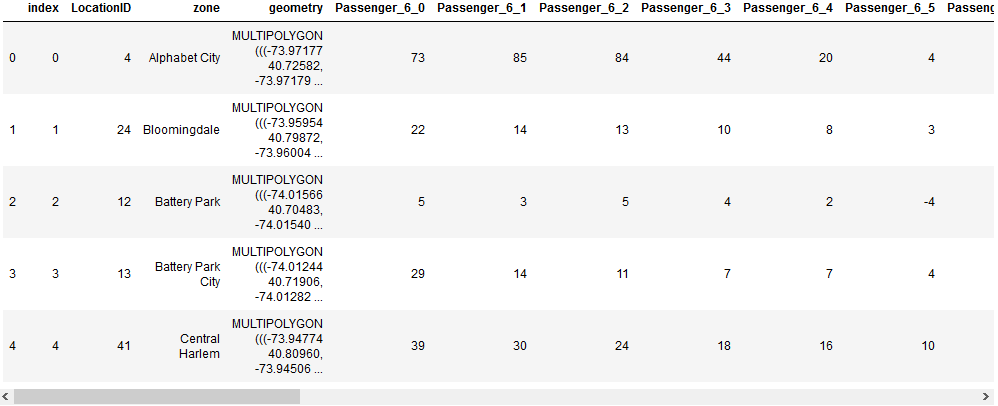 index LocationID zone geometry Passenger_6_0 Passenger_6_1 Passenger_6_2 Passenger_6_3 Passenger_6_4 Passenger_6_5 Passeng
MULTIPOLYGON
(((-73.97177
0 0 4 Alphabet City 40.72582, 73 85 84 44 20 4
-73.97179 ...
MULTIPOLYGON
(((-73.95954
1 1 24 Bloomingdale 40.79872, 22 14 13 10 8 3
-73.96004 ...
MULTIPOLYGON
(((-74.01566
2 2 12 Battery Park 40.70483, 5 3 5 4 2 -4
-74.01540 ...
MULTIPOLYGON
(((-74.01244
3 3 13 Battery Park City 40.71906, 29 14 11 7 7 4
-74.01282 ...
MULTIPOLYGON
(((-73.94774
4 4 41 Central Harlem 40.80960, 39 30 24 18 16 10
-73.94506 ...